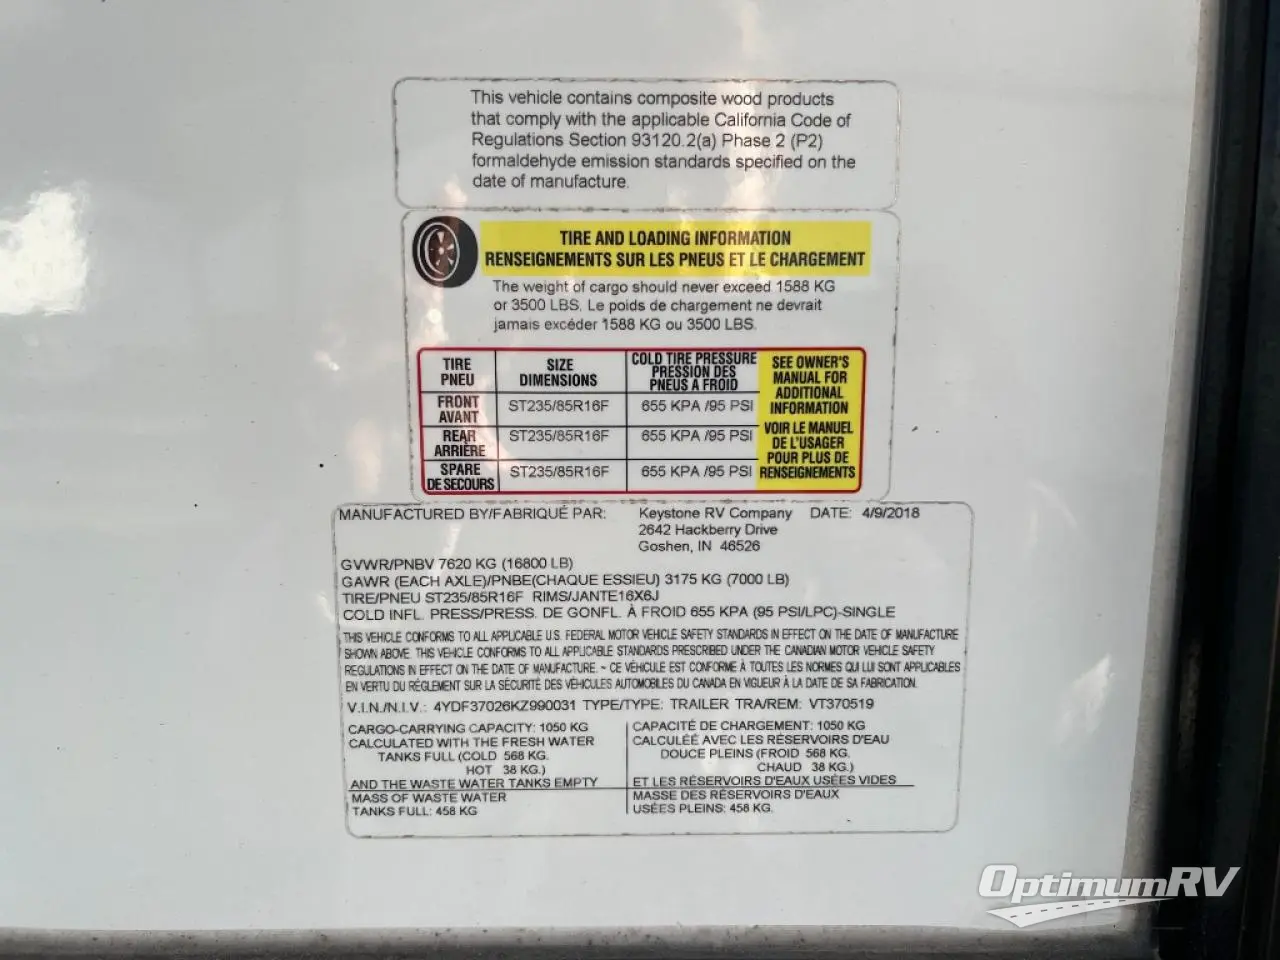 This vehicle contains composite wood products
that comply with the applicable California Code of
Regulations Section 93120.2(a) Phase 2 (P2)
formaldehyde emission standards specified on the
date of manufacture.
TIRE AND LOADING INFORMATION
RENSEIGNEMENTS SUR LES PNEUS ET LE CHARGEMENT
The weight of cargo should never exceed 1588 KG
or 3500 LBS. Le poids de chargement ne devrait
jamais excéder 1588 KG ou 3500 LBS.
TIRE
PNEU
SIZE
DIMENSIONS
COLD TIRE PRESSURE
PRESSION DES
PNEUS A FROID
SEE OWNER'S
MANUAL FOR
ADDITIONAL
INFORMATION
VOIR LE MANUEL
DE L'USAGER
POUR PLUS DE
RENSEIGNEMENTS
FRONT
AVANT
ST235/85R16F
655 KPA /95 PSI
REAR
ARRIÈRE
ST235/85R16F
655 KPA /95 PSI
SPARE
DE SECOURS
ST235/85R16F
655 KPA /95 PSI
MANUFACTURED BY/FABRIQUÉ PAR: Keystone RV Company DATE: 4/9/2018
2642 Hackberry Drive
Goshen, IN 46526
GVWR/PNBV 7620 KG (16800 LB)
GAWR (EACH AXLE)/PNBE(CHAQUE ESSIEU) 3175 KG (7000 LB)
TIRE/PNEU ST235/85R16F RIMS/JANTE16X6J
COLD INFL. PRESS/PRESS. DE GONFL. À FROID 655 KPA (95 PSI/LPC)-SINGLE
THIS VEHICLE CONFORMS TO ALL APPLICABLE U.S. FEDERAL MOTOR VEHICLE SAFETY STANDARDS IN EFFECT ON THE DATE OF MANUFACTURE
SHOWN ABOVE. THIS VEHICLE CONFORMS TO ALL APPLICABLE STANDARDS PRESCRIBED UNDER THE CANADIAN MOTOR VEHICLE SAFETY
REGULATIONS IN EFFECT ON THE DATE OF MANUFACTURE. ~ CE VÉHICULE EST CONFORME À TOUTES LES NORMES QUI LUI SONT APPLICABLES
EN VERTU DU RÈGLEMENT SUR LA SÉCURITÉ DES VÉHICULES AUTOMOBILES DU CANADA EN VIGUEUR À LA DATE DE SA FABRICATION.
V.I.N./N.I.V.: 4YDF37026KZ990031 TYPE/TYPE: TRAILER TRA/REM: VT370519
CARGO-CARRYING CAPACITY: 1050 KG
CALCULATED WITH THE FRESH WATER
TANKS FULL (COLD 568 KG.
HOT 38 KG.)
AND THE WASTE WATER TANKS EMPTY
MASS OF WASTE WATER
TANKS FULL: 458 KG
CAPACITÉ DE CHARGEMENT: 1050 KG
CALCULÉE AVEC LES RÉSERVOIRS D'EAU
DOUCE PLEINS (FROID 568 KG.
CHAUD 38 KG.)
ET LES RÉSERVOIRS D'EAUX USÉES VIDES
MASSE DES RÉSERVOIRS D'EAUX
USÉES PLEINS: 458 KG.
OptimumRV